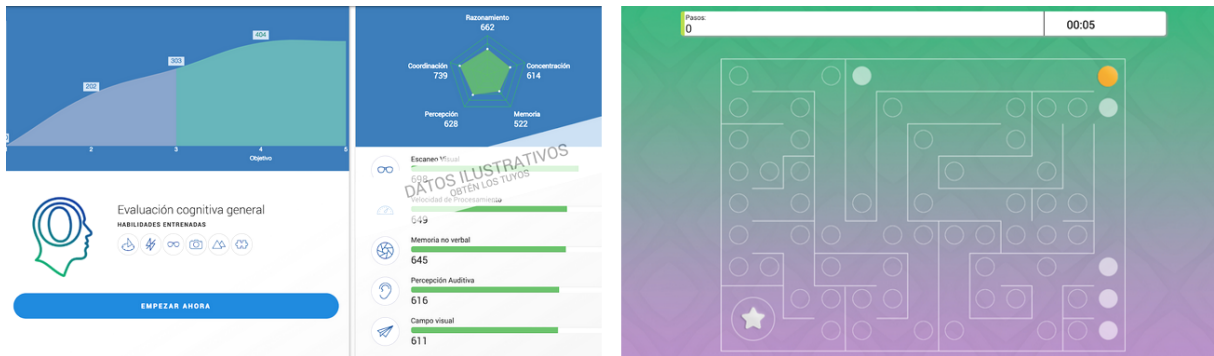 202
303
404
2
3
4
5
Objetivo
Evaluación cognitiva general
HABILIDADES ENTRENADAS
EMPEZAR AHORA
Razonamiento
662
Coordinación
739
Concentración
614
Percepción
628
Memoria
522
Escaneo Visual
698
DATOS ILUSTRATIVOS
OBTÉN LOS TUYOS
Velocidad de Procesamiento
649
Memoria no verbal
645
Percepción Auditiva
616
Campo visual
611
Pasos:
0
00:05